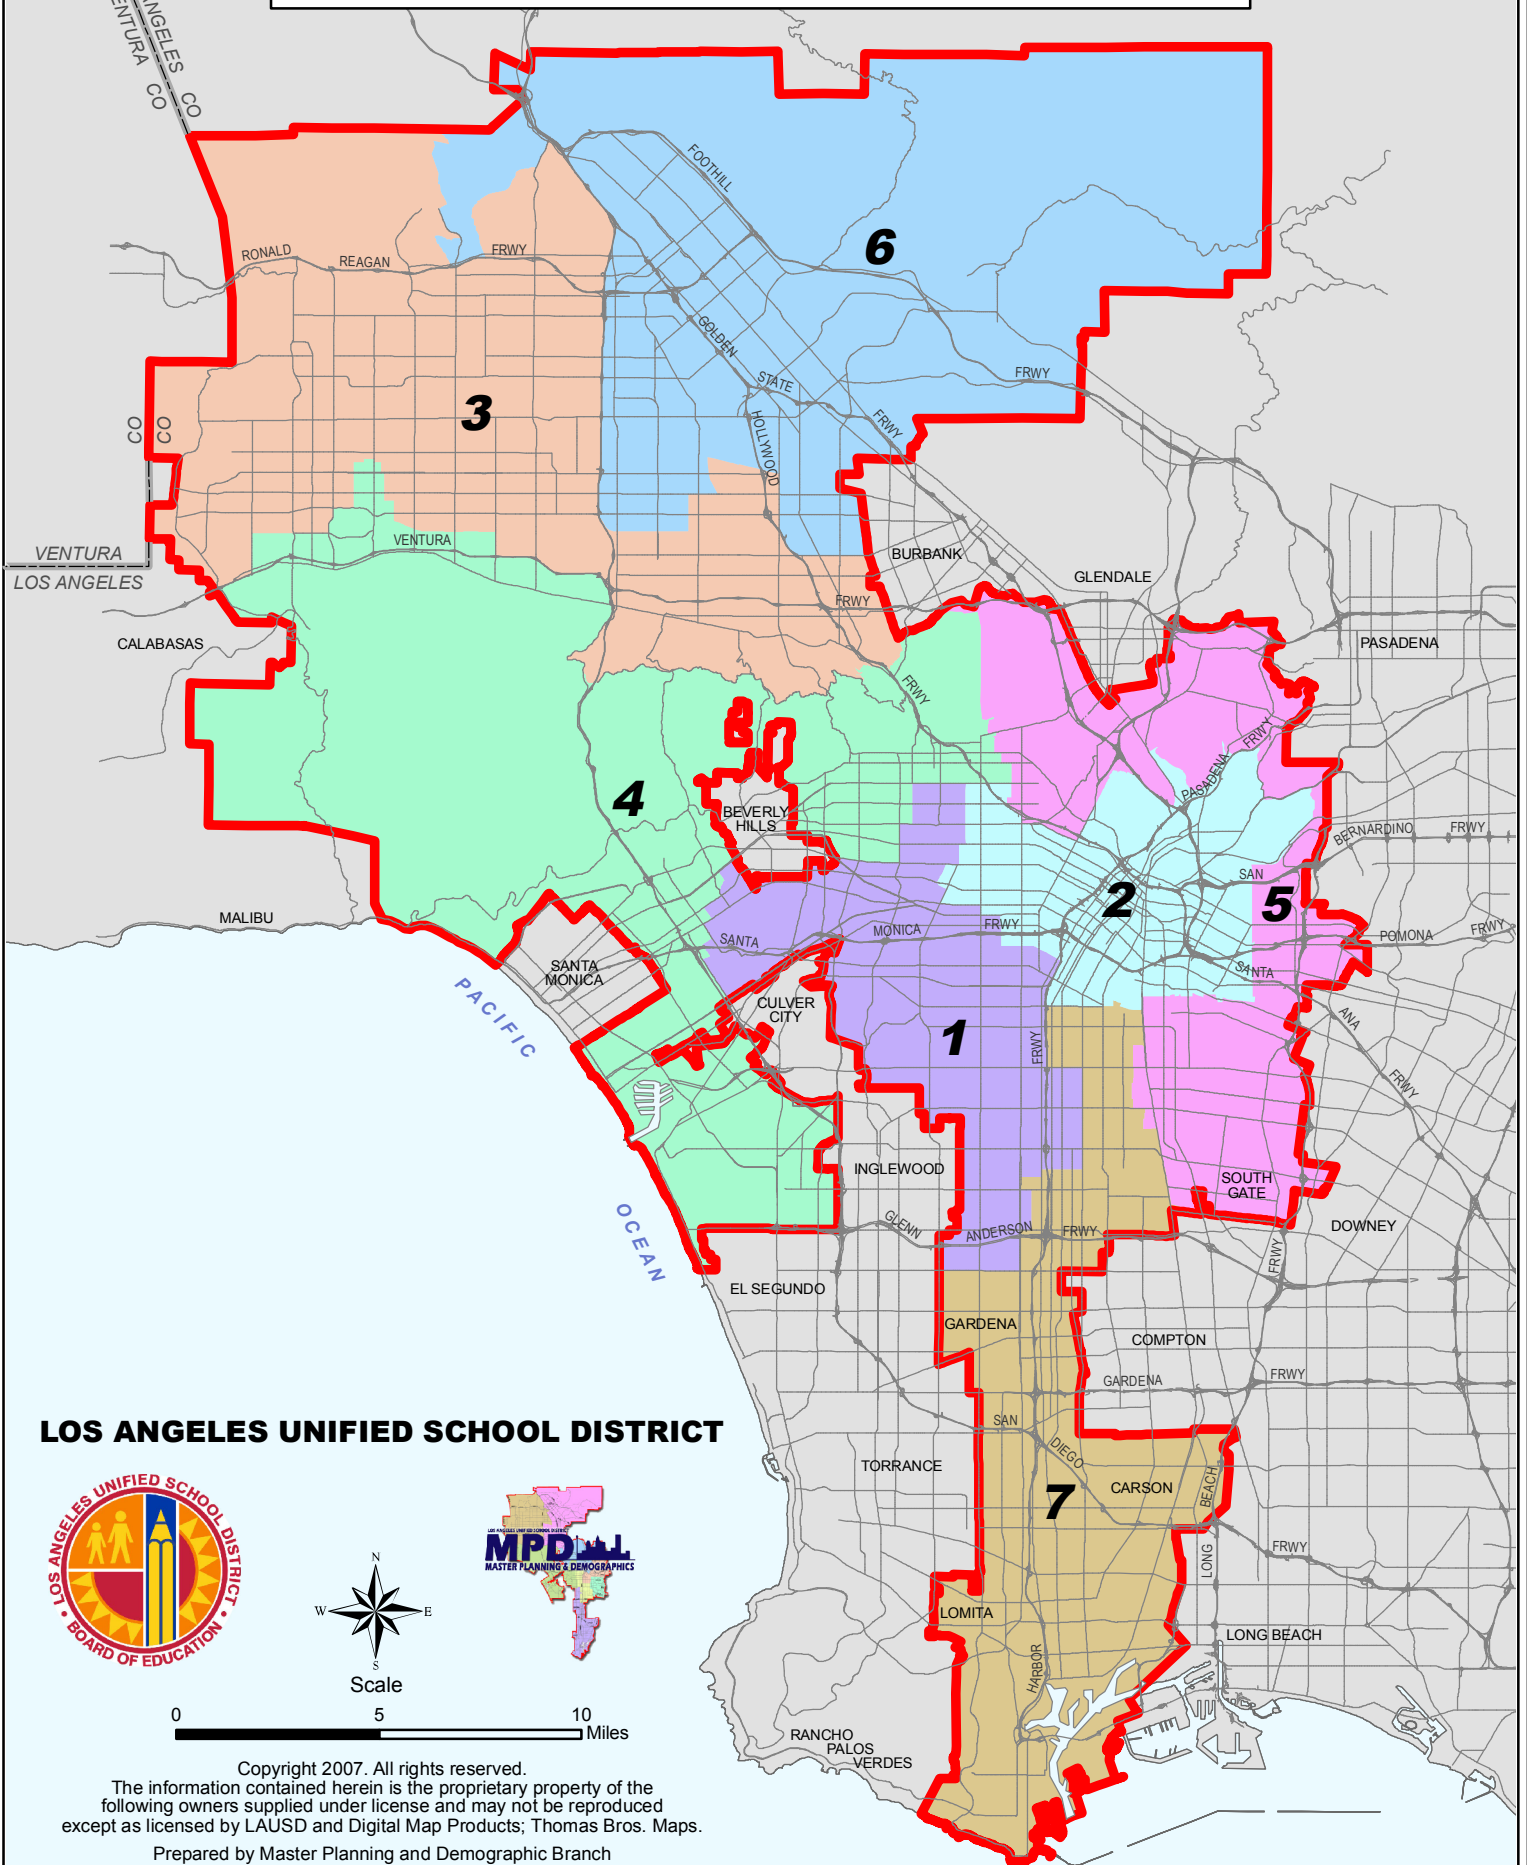 ANGELES CO
VENTURA CO
FOOTHILL
6
RONALD
REAGAN
FRWY
GOLDEN
STATE
FRWY
FRWY
HOLLYWOOD
3
CO
CO
VENTURA
LOS ANGELES
VENTURA
BURBANK
GLENDALE
FRWY
CALABASAS
PASADENA
FRWY
FRWY
PASADENA
4
BEVERLY
HILLS
BERNARDINO
FRWY
SAN
2
5
MALIBU
SANTA
MONICA
FRWY
POMONA
FRWY
SANTA
MONICA
SANTA
ANA
FRWY
PACIFIC
CULVER
CITY
1
FRWY
INGLEWOOD
SOUTH
GATE
OCEAN
GLENN
ANDERSON
FRWY
DOWNEY
FRWY
EL SEGUNDO
GARDENA
COMPTON
GARDENA
FRWY
SAN
DIEGO
LOS ANGELES UNIFIED SCHOOL DISTRICT
TORRANCE
7
CARSON
BEACH
LONG
FRWY
LOS ANGELES UNIFIED SCHOOL DISTRICT
BOARD OF EDUCATION
LOS ANGELES UNIFIED SCHOOL DISTRICT
MPD
MASTER PLANNING & DEMOGRAPHICS
N
W
E
S
LOMITA
LONG BEACH
HARBOR
Scale
0 5 10
Miles
RANCHO
PALOS
VERDES
Copyright 2007. All rights reserved.
The information contained herein is the proprietary property of the
following owners supplied under license and may not be reproduced
except as licensed by LAUSD and Digital Map Products; Thomas Bros. Maps.
Prepared by Master Planning and Demographic Branch